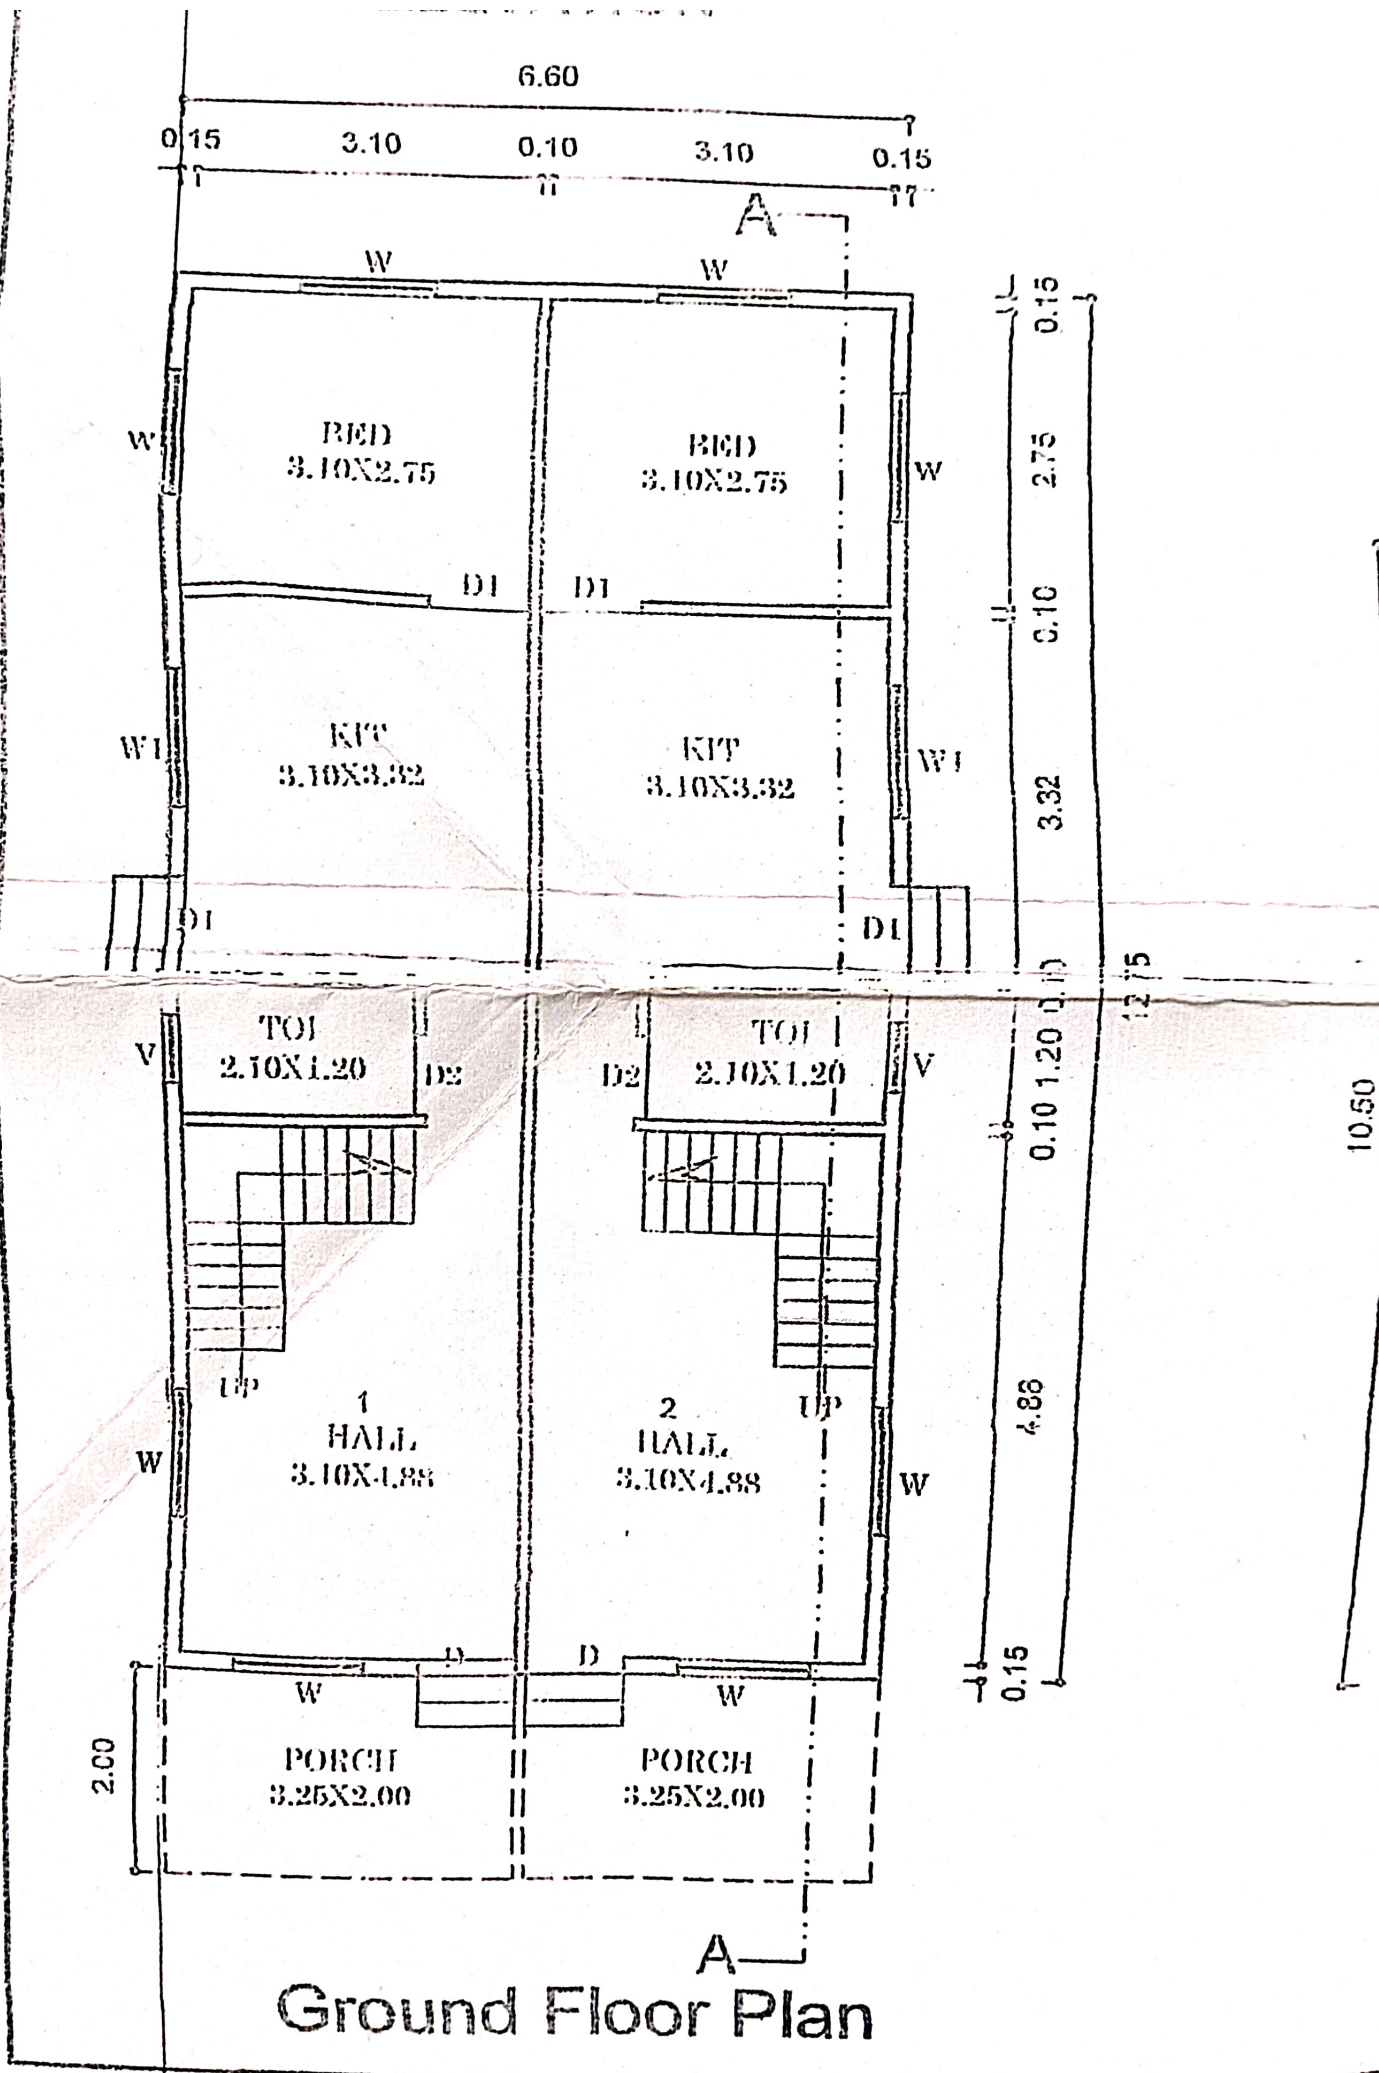 6.60
0.15 3.10 0.10 3.10 0.15
A
W W
0.15
W BED BED W
3.10X2.75 3.10X2.75
2.75
D1 D1
0.10
W1 KIT KIT W1
3.10X3.32 3.10X3.32
3.32
D1 D1
0.10
12.75
V TOI TOI V
2.10X1.20 D2 D2 2.10X1.20
1.20
0.10
10.50
UP UP
1 2
HALL HALL
W 3.10X4.88 3.10X4.88 W
4.88
D D
W W
0.15
2.00
PORCH PORCH
3.25X2.00 3.25X2.00
A
Ground Floor Plan